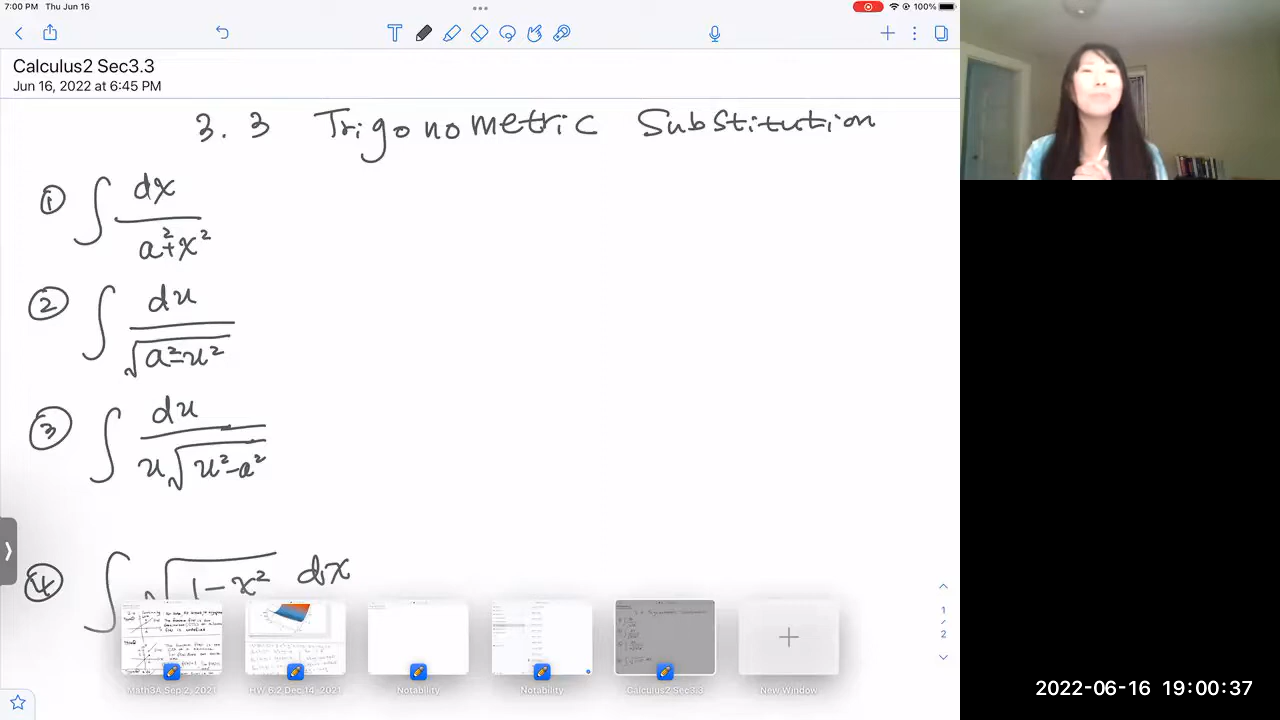 7:00 PM Thu Jun 16
100%
Calculus2 Sec3.3
Jun 16, 2022 at 6:45 PM
3.3 Trigonometric Substitution
① ∫ dx / (a²+x²)
② ∫ du / √(a²-u²)
③ ∫ du / (u√(u²-a²))
④ ∫ √(1-x²) dx
1
/
2
Math3A Sep 2, 2021
HW 6.2 Dec 14, 2021
Notability
Notability
Calculus2 Sec3.3
New Window
2022-06-16 19:00:37